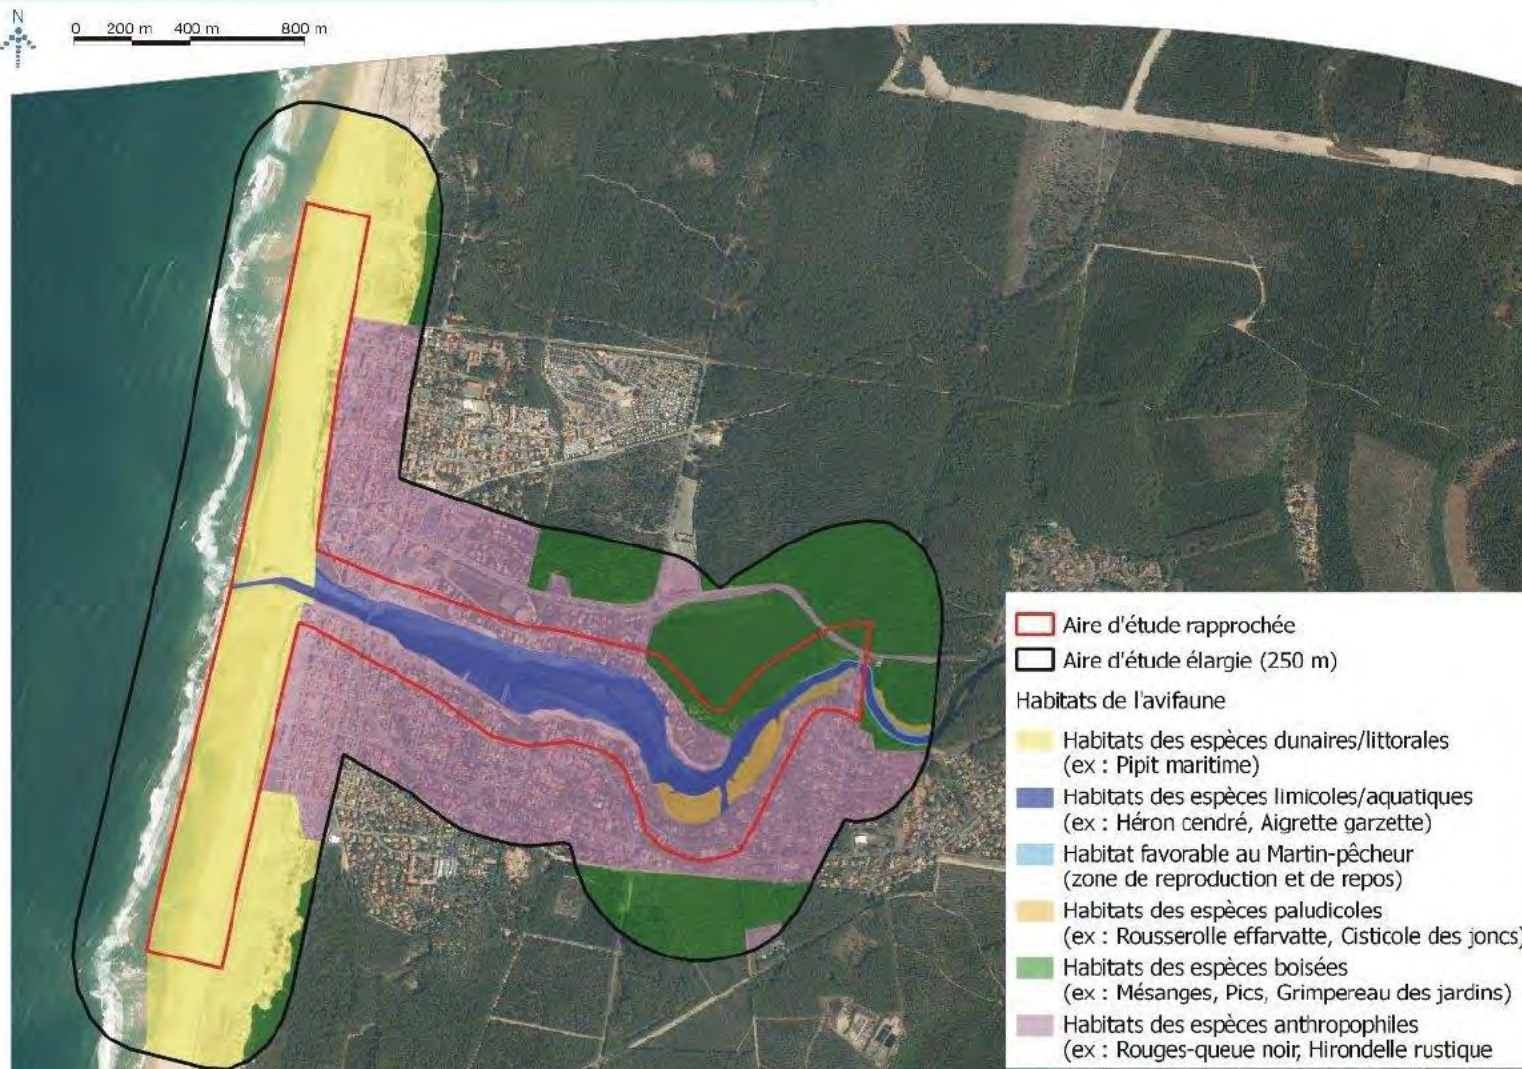 N
0 200 m 400 m 800 m
Aire d'étude rapprochée
Aire d'étude élargie (250 m)
Habitats de l'avifaune
Habitats des espèces dunaires/littorales
(ex : Pipit maritime)
Habitats des espèces limicoles/aquatiques
(ex : Héron cendré, Aigrette garzette)
Habitat favorable au Martin-pêcheur
(zone de reproduction et de repos)
Habitats des espèces paludicoles
(ex : Rousserolle effarvatte, Cisticole des joncs)
Habitats des espèces boisées
(ex : Mésanges, Pics, Grimpereau des jardins)
Habitats des espèces anthropophiles
(ex : Rouges-queue noir, Hirondelle rustique